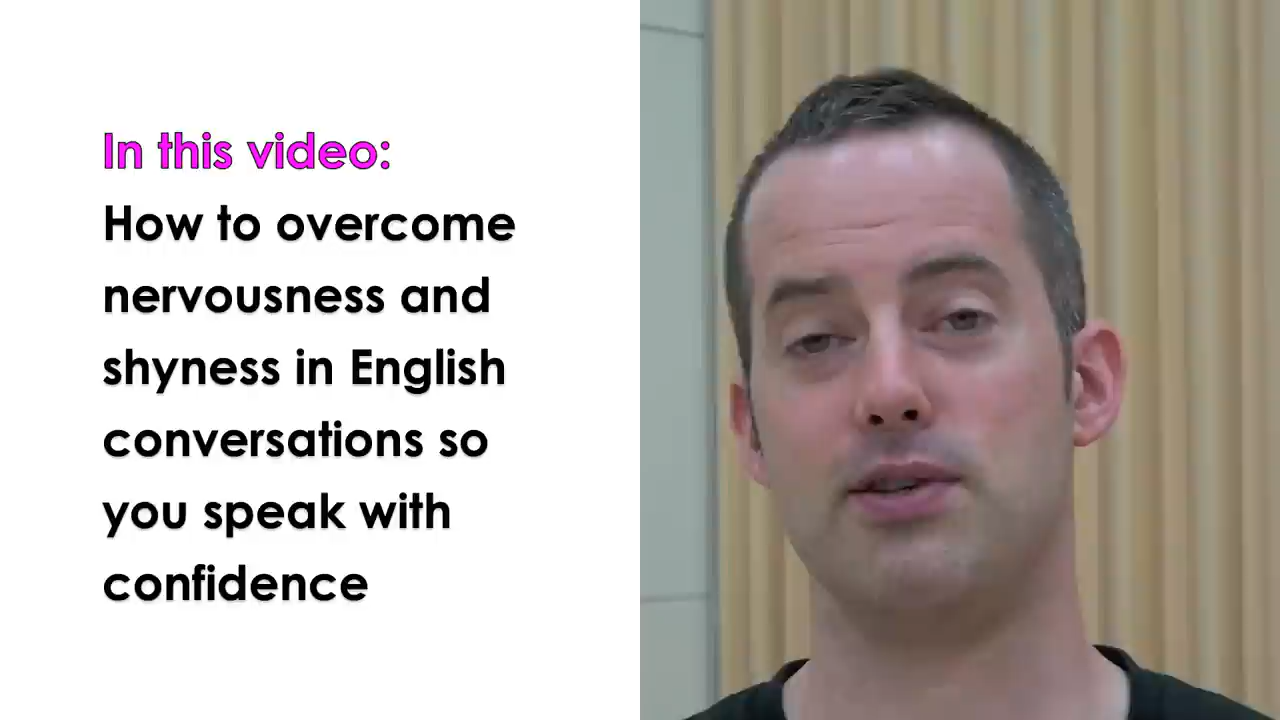 In this video:
How to overcome
nervousness and
shyness in English
conversations so
you speak with
confidence